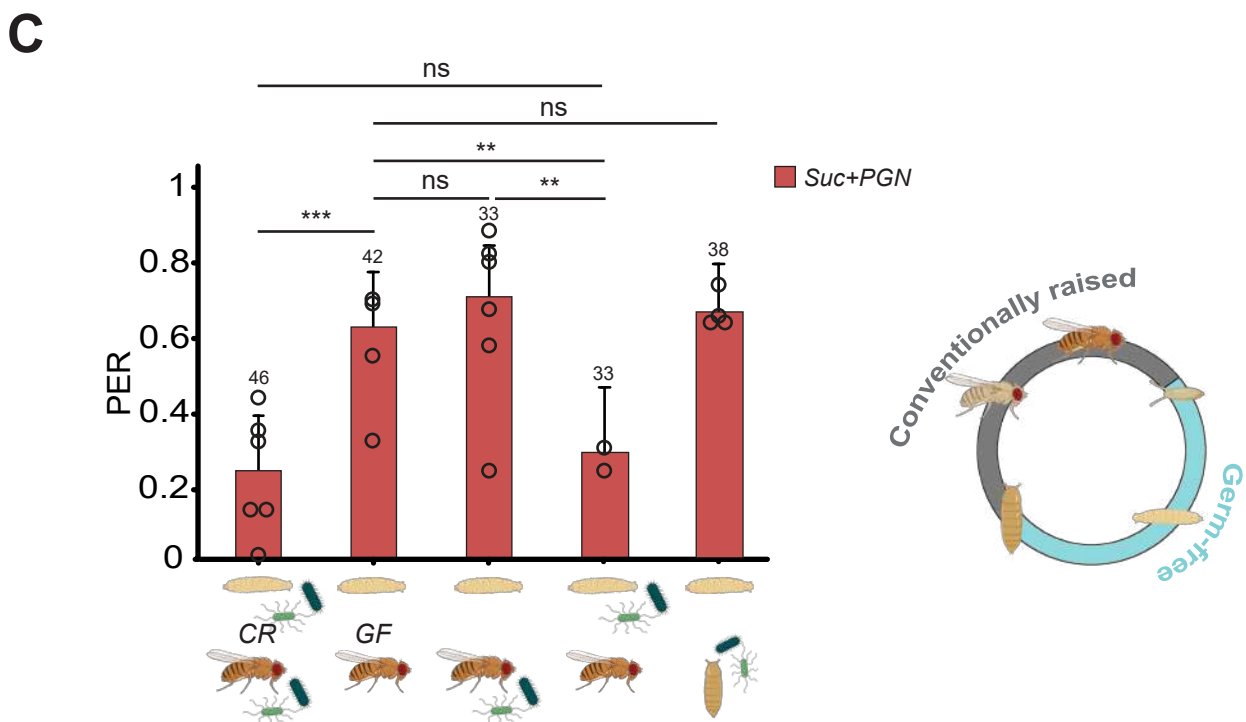 C
ns
ns
**
ns
**
***
Suc+PGN
1
0.8
0.6
0.4
0.2
0
PER
46
42
33
33
38
CR
GF
Conventionally raised
Germ-free